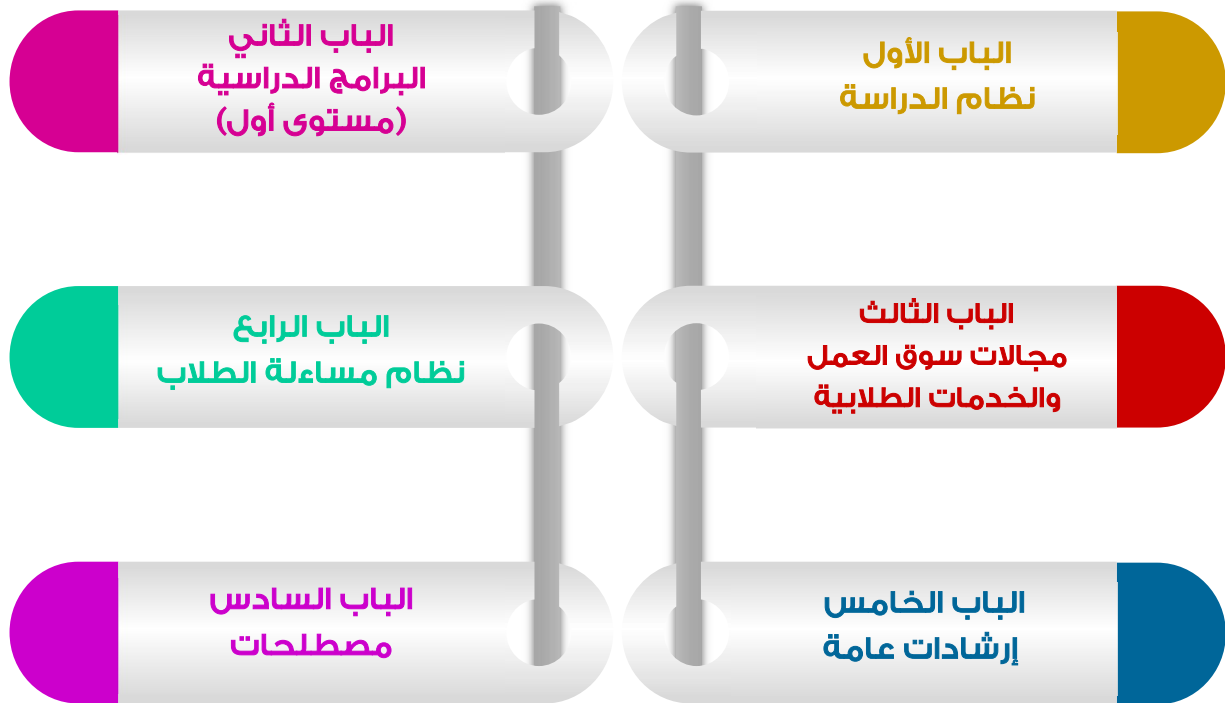 الباب الأول
نظام الدراسة
الباب الثاني
البرامج الدراسية
(مستوى أول)
الباب الثالث
مجالات سوق العمل
والخدمات الطلابية
الباب الرابع
نظام مساءلة الطلاب
الباب الخامس
إرشادات عامة
الباب السادس
مصطلحات